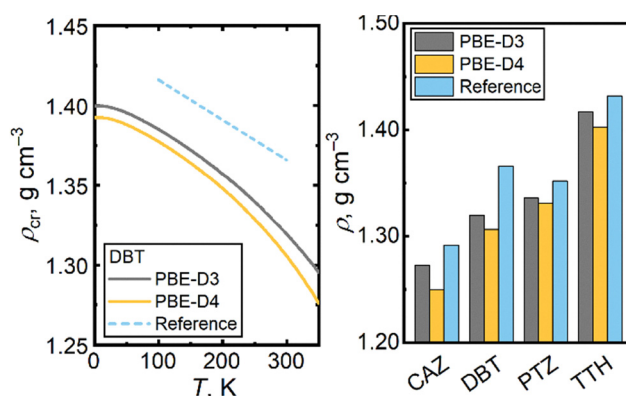 1.45
1.40
1.35
1.30
1.25
ρcr, g cm⁻³
DBT
PBE-D3
PBE-D4
Reference
0 100 200 300
T, K
1.50
1.40
1.30
1.20
ρ, g cm⁻³
PBE-D3
PBE-D4
Reference
CAZ DBT PTZ TTH